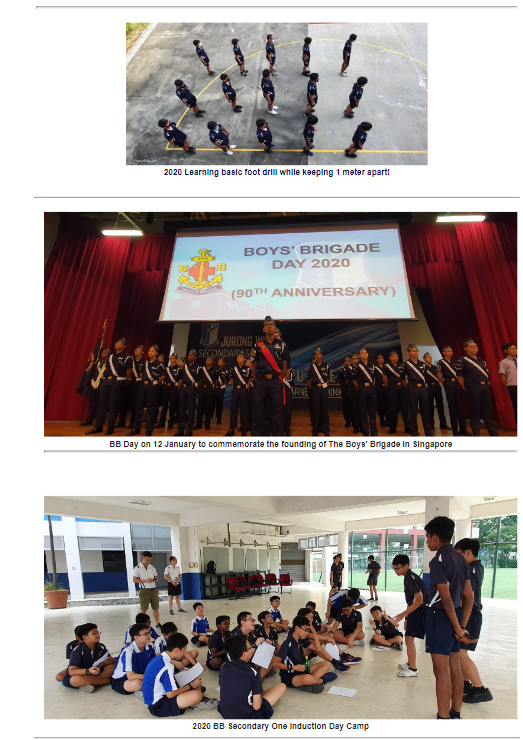 2020 Learning basic foot drill while keeping 1 meter apart!
BOYS' BRIGADE
DAY 2020
(90TH ANNIVERSARY)
JURONG
SECONDARY
BB Day on 12 January to commemorate the founding of The Boys' Brigade in Singapore
2020 BB Secondary One Induction Day Camp